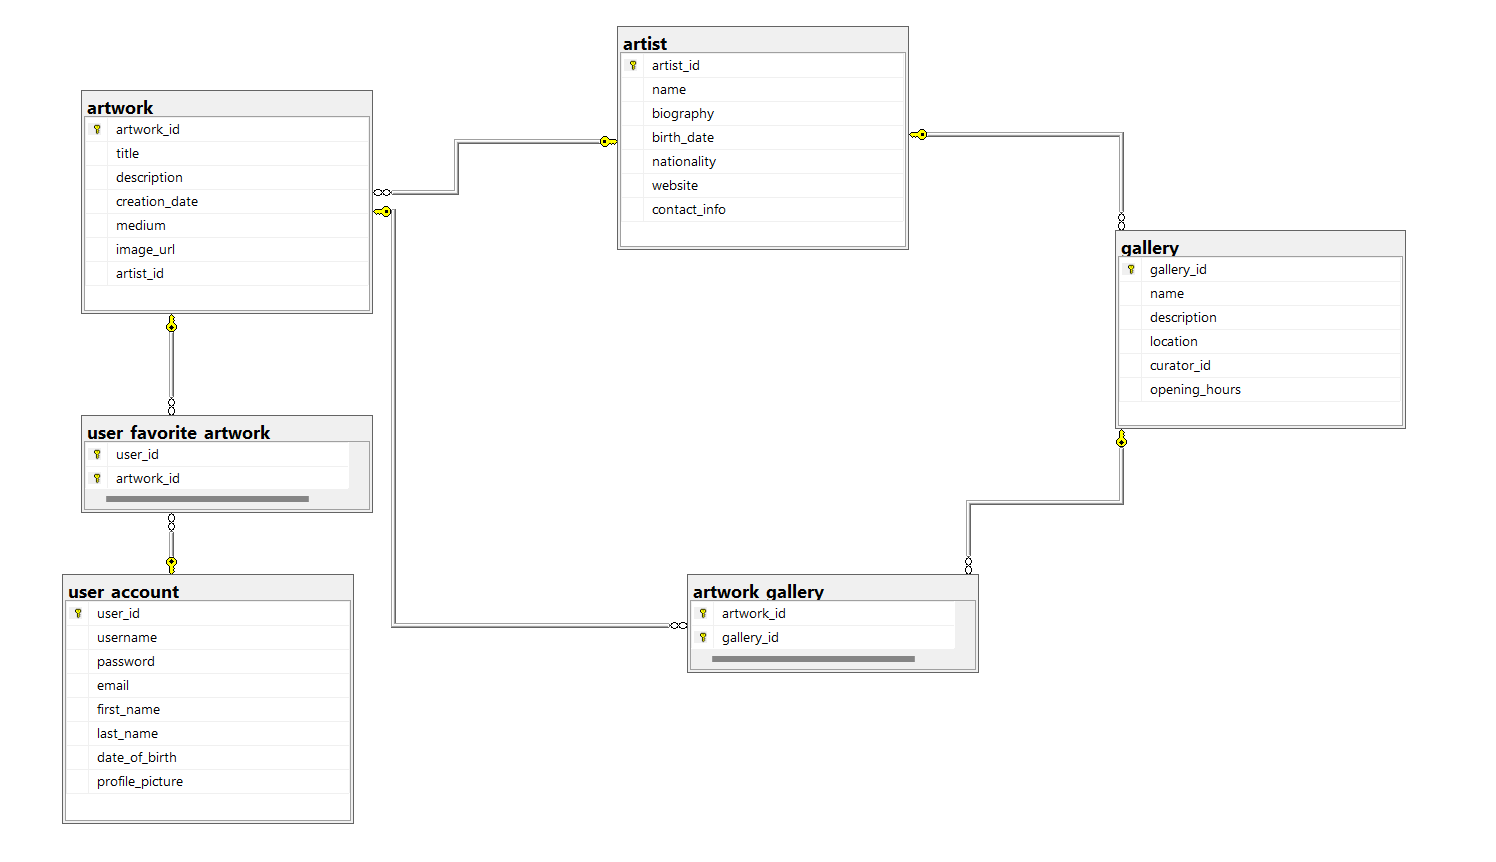 artist
artist_id
name
biography
birth_date
nationality
website
contact_info
artwork
artwork_id
title
description
creation_date
medium
image_url
artist_id
gallery
gallery_id
name
description
location
curator_id
opening_hours
user_favorite_artwork
user_id
artwork_id
user_account
user_id
username
password
email
first_name
last_name
date_of_birth
profile_picture
artwork_gallery
artwork_id
gallery_id